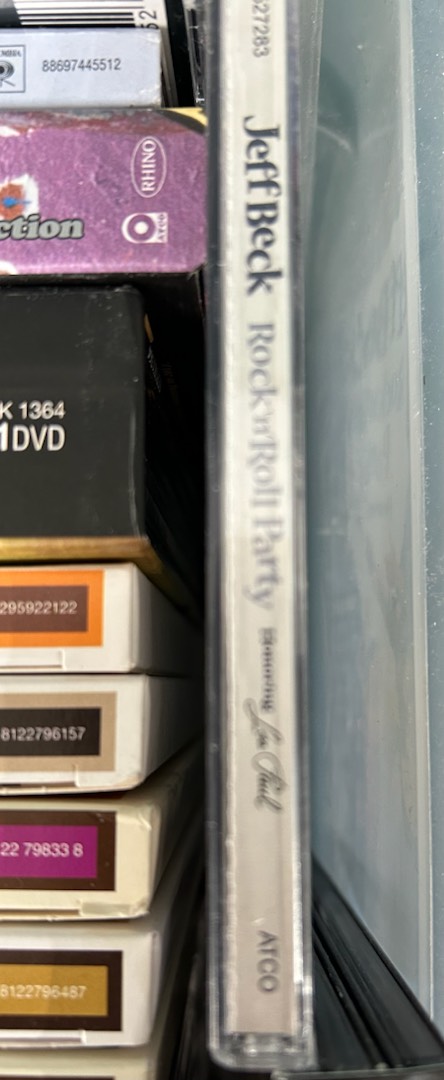 88697445512
RHINO
ction
ATCO
K 1364
1DVD
295922122
8122796157
22 79833 8
8122796487
527283
Jeff Beck Rock'n'Roll Party Honoring Les Paul
ATCO